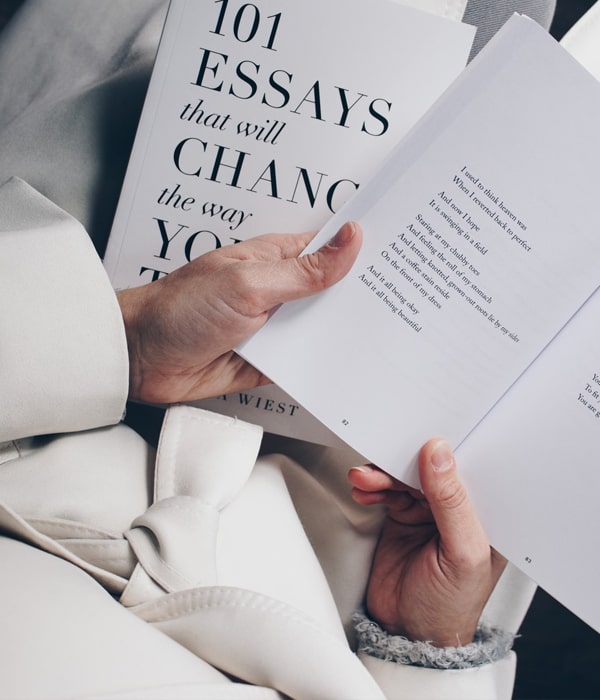 101
ESSAYS
that will
CHANG
the way
YOU
T
WIEST
I used to think heaven was
When I reverted back to perfect
And now I hope
It is swinging in a field
Staring at my chubby toes
And feeling the roll of my stomach
And letting knotted, grown-out roots lie by my side
And a coffee stain reside
On the front of my dress
And it all being okay
And it all being beautiful
82
You
To fi
You are g
83